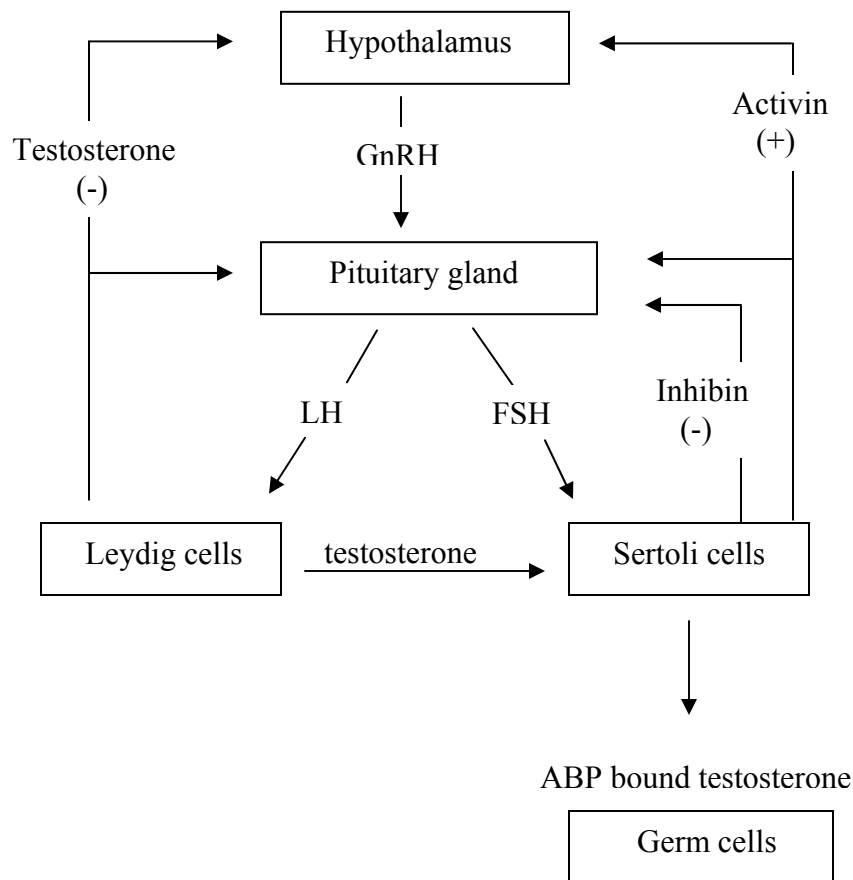 Hypothalamus
Activin
(+)
Testosterone
(-)
GnRH
Pituitary gland
Inhibin
(-)
LH
FSH
Leydig cells
testosterone
Sertoli cells
ABP bound testosterone
Germ cells